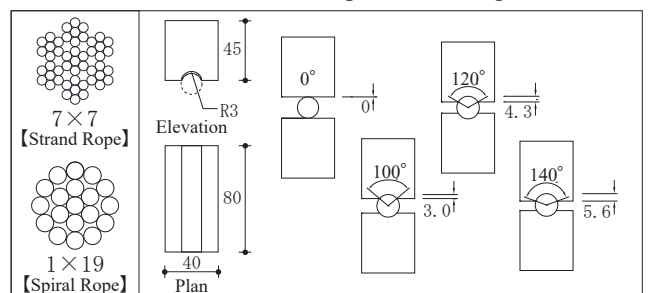 7×7
【Strand Rope】
1×19
【Spiral Rope】
45
R3
Elevation
80
40
Plan
0°
0
120°
4.3
100°
3.0
140°
5.6